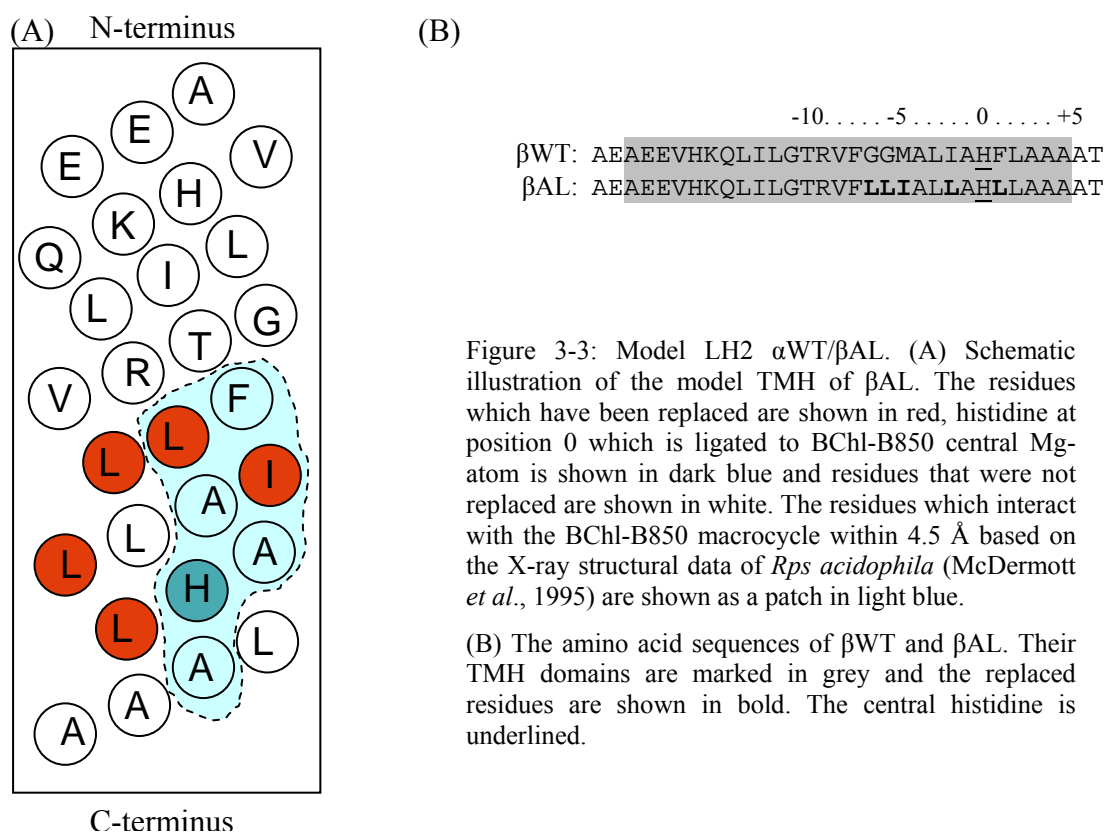 (A) N-terminus
A
E
V
E
H
K
L
Q
I
L
G
T
R
V
F
L
L
I
A
L
A
L
H
L
L
A
A
A
C-terminus
(B)
-10. . . . . -5 . . . . . 0 . . . . . +5
βWT: AEAEEVHKQLILGTRVFGGMALIAHFLAAAAT
βAL: AEAEEVHKQLILGTRVFLLIALLAHLLAAAAT
Figure 3-3: Model LH2 αWT/βAL. (A) Schematic
illustration of the model TMH of βAL. The residues
which have been replaced are shown in red, histidine at
position 0 which is ligated to BChl-B850 central Mg-
atom is shown in dark blue and residues that were not
replaced are shown in white. The residues which interact
with the BChl-B850 macrocycle within 4.5 Å based on
the X-ray structural data of Rps acidophila (McDermott
et al., 1995) are shown as a patch in light blue.
(B) The amino acid sequences of βWT and βAL. Their
TMH domains are marked in grey and the replaced
residues are shown in bold. The central histidine is
underlined.